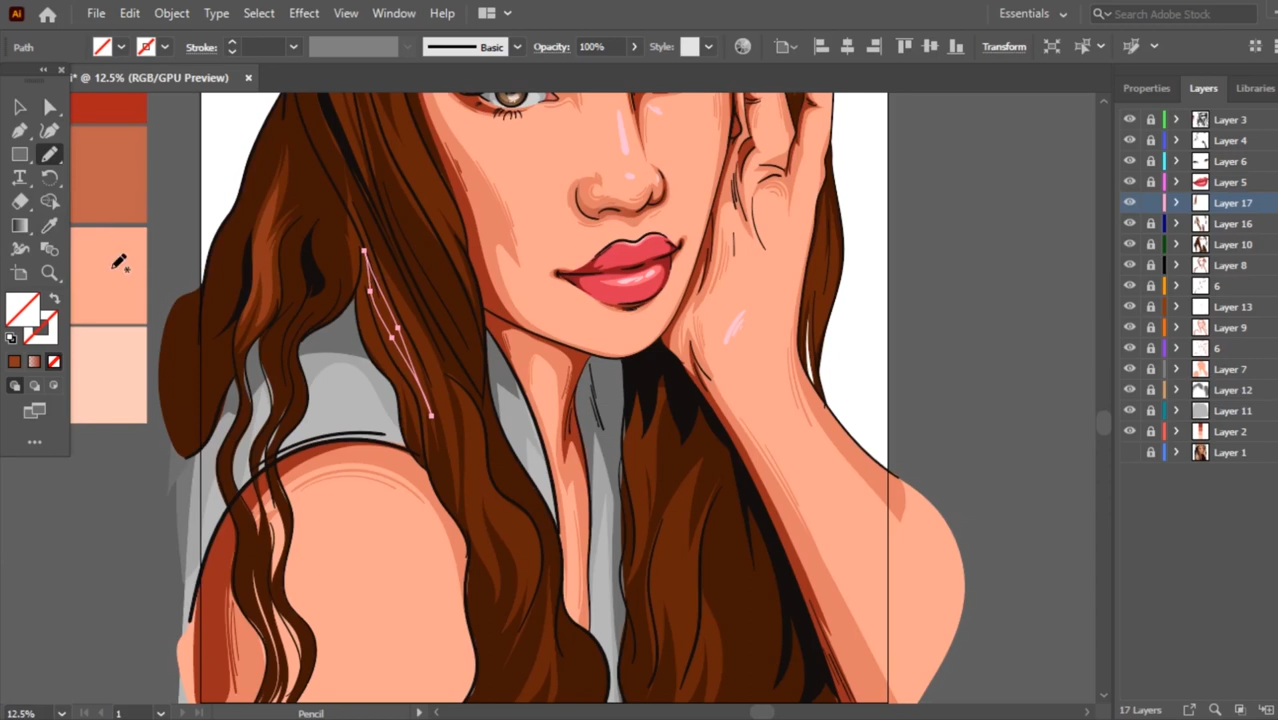 Ai File Edit Object Type Select Effect View Window Help Essentials Search Adobe Stock
Path Stroke: Basic Opacity: 100% Style: Transform
i* @ 12.5% (RGB/GPU Preview)
Properties Layers Libraries
Layer 3
Layer 4
Layer 6
Layer 5
Layer 17
Layer 16
Layer 10
Layer 8
6
Layer 13
Layer 9
6
Layer 7
Layer 12
Layer 11
Layer 2
Layer 1
12.5% 1 Pencil 17 Layers